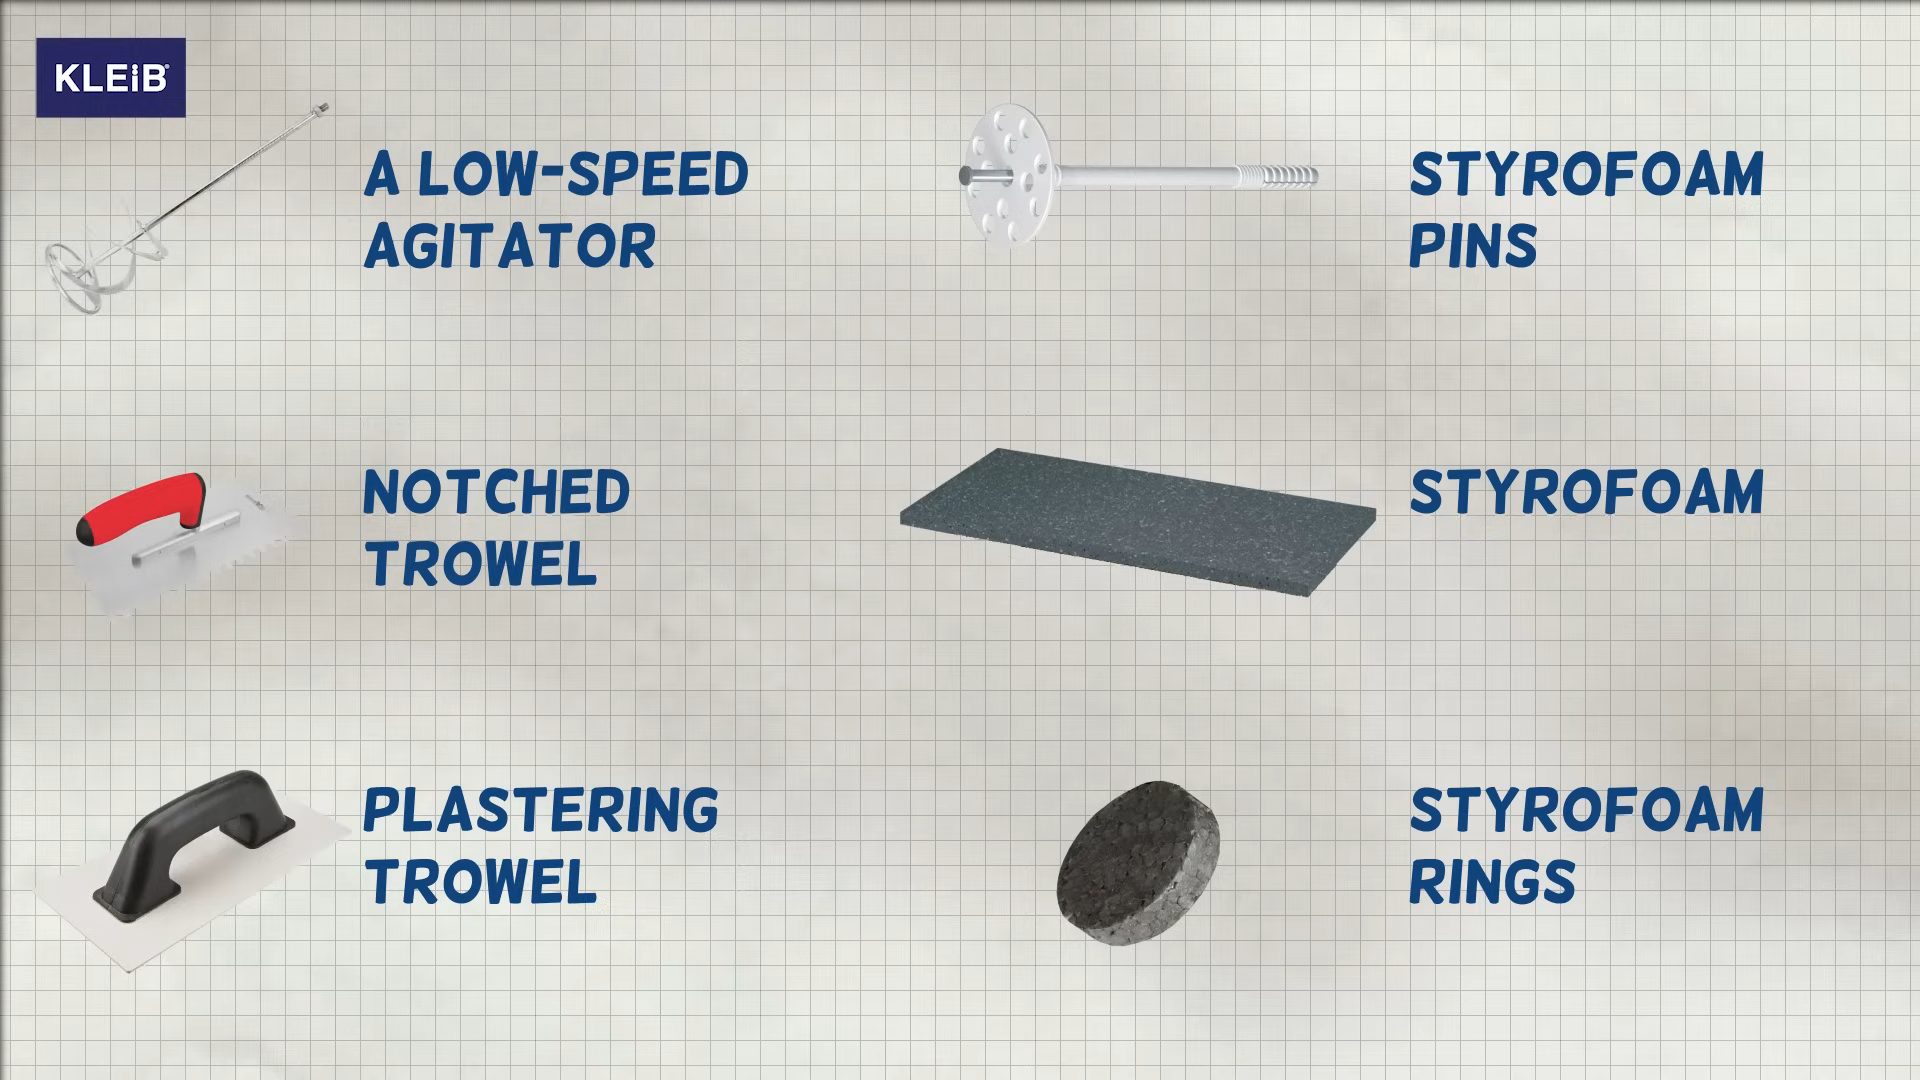 KLEiB®
A LOW-SPEED
AGITATOR
STYROFOAM
PINS
NOTCHED
TROWEL
STYROFOAM
PLASTERING
TROWEL
STYROFOAM
RINGS